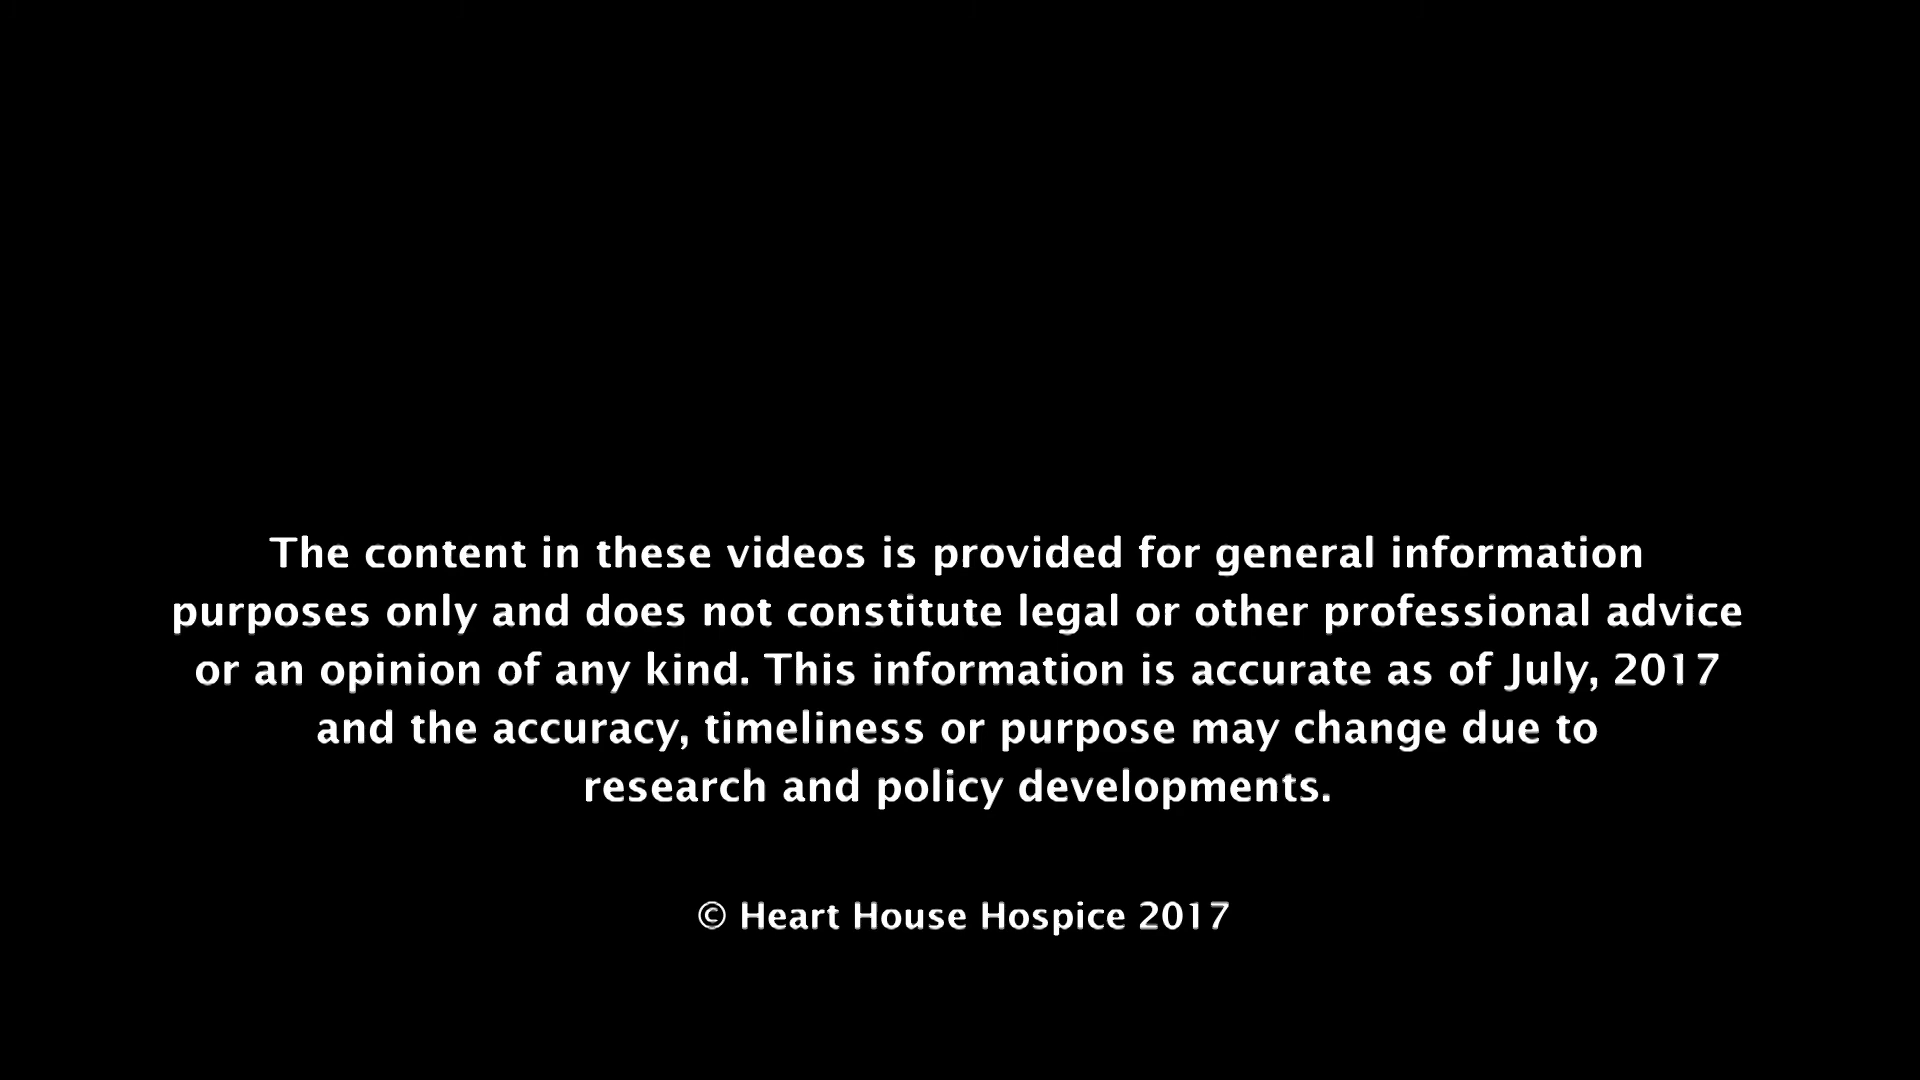 The content in these videos is provided for general information
purposes only and does not constitute legal or other professional advice
or an opinion of any kind. This information is accurate as of July, 2017
and the accuracy, timeliness or purpose may change due to
research and policy developments.
© Heart House Hospice 2017